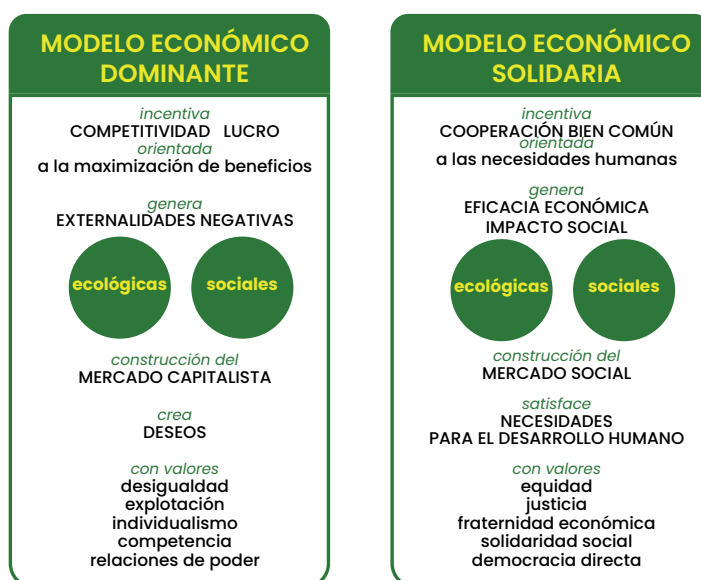 MODELO ECONÓMICO
DOMINANTE
incentiva
COMPETITIVIDAD LUCRO
orientada
a la maximización de beneficios
genera
EXTERNALIDADES NEGATIVAS
ecológicas
sociales
construcción del
MERCADO CAPITALISTA
crea
DESEOS
con valores
desigualdad
explotación
individualismo
competencia
relaciones de poder
MODELO ECONÓMICO
SOLIDARIA
incentiva
COOPERACIÓN BIEN COMÚN
orientada
a las necesidades humanas
genera
EFICACIA ECONÓMICA
IMPACTO SOCIAL
ecológicas
sociales
construcción del
MERCADO SOCIAL
satisface
NECESIDADES
PARA EL DESARROLLO HUMANO
con valores
equidad
justicia
fraternidad económica
solidaridad social
democracia directa